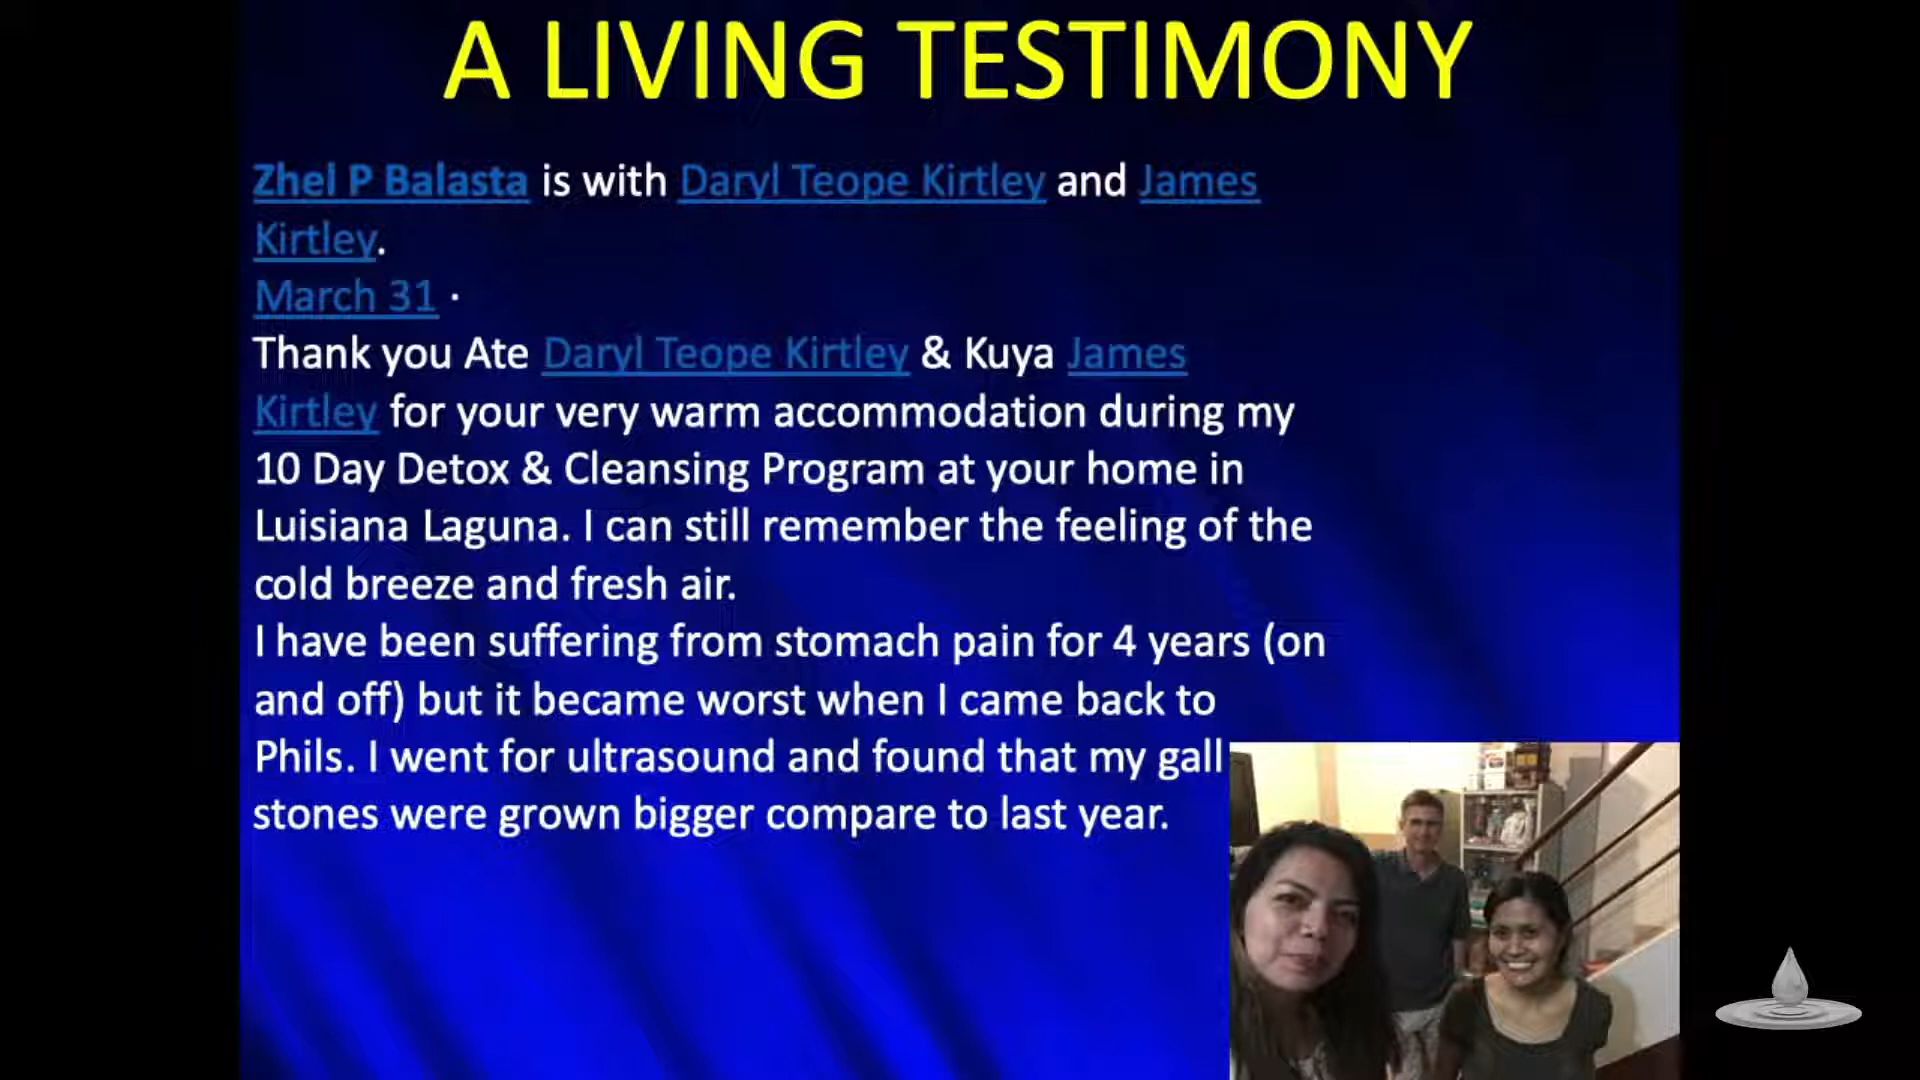 A LIVING TESTIMONY
Zhel P Balasta is with Daryl Teope Kirtley and James
Kirtley.
March 31 ·
Thank you Ate Daryl Teope Kirtley & Kuya James
Kirtley for your very warm accommodation during my
10 Day Detox & Cleansing Program at your home in
Luisiana Laguna. I can still remember the feeling of the
cold breeze and fresh air.
I have been suffering from stomach pain for 4 years (on
and off) but it became worst when I came back to
Phils. I went for ultrasound and found that my gall
stones were grown bigger compare to last year.